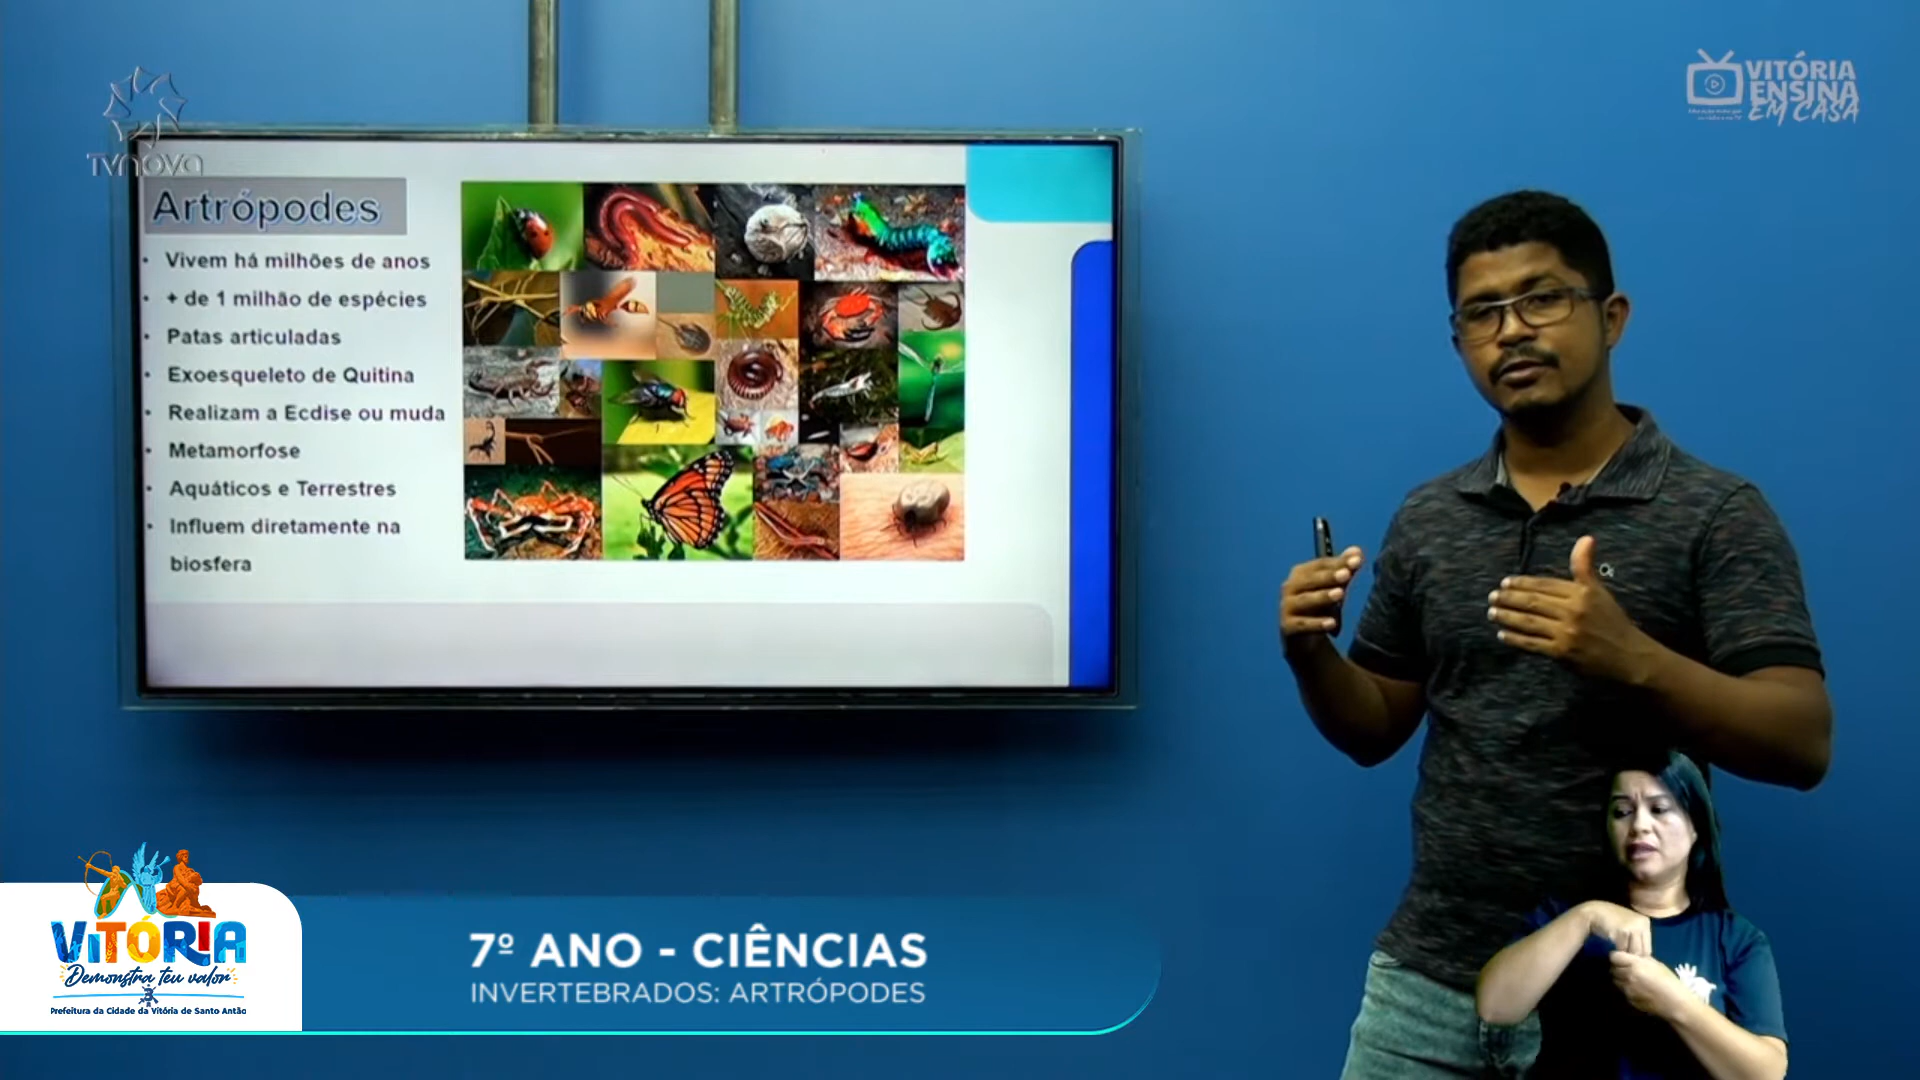 TVNOVA
VITÓRIA
ENSINA
EM CASA
Artrópodes
• Vivem há milhões de anos
• + de 1 milhão de espécies
• Patas articuladas
• Exoesqueleto de Quitina
• Realizam a Ecdise ou muda
• Metamorfose
• Aquáticos e Terrestres
• Influem diretamente na
biosfera
VITÓRIA
Demonstra teu valor
Prefeitura da Cidade da Vitória de Santo Antão
7º ANO - CIÊNCIAS
INVERTEBRADOS: ARTRÓPODES